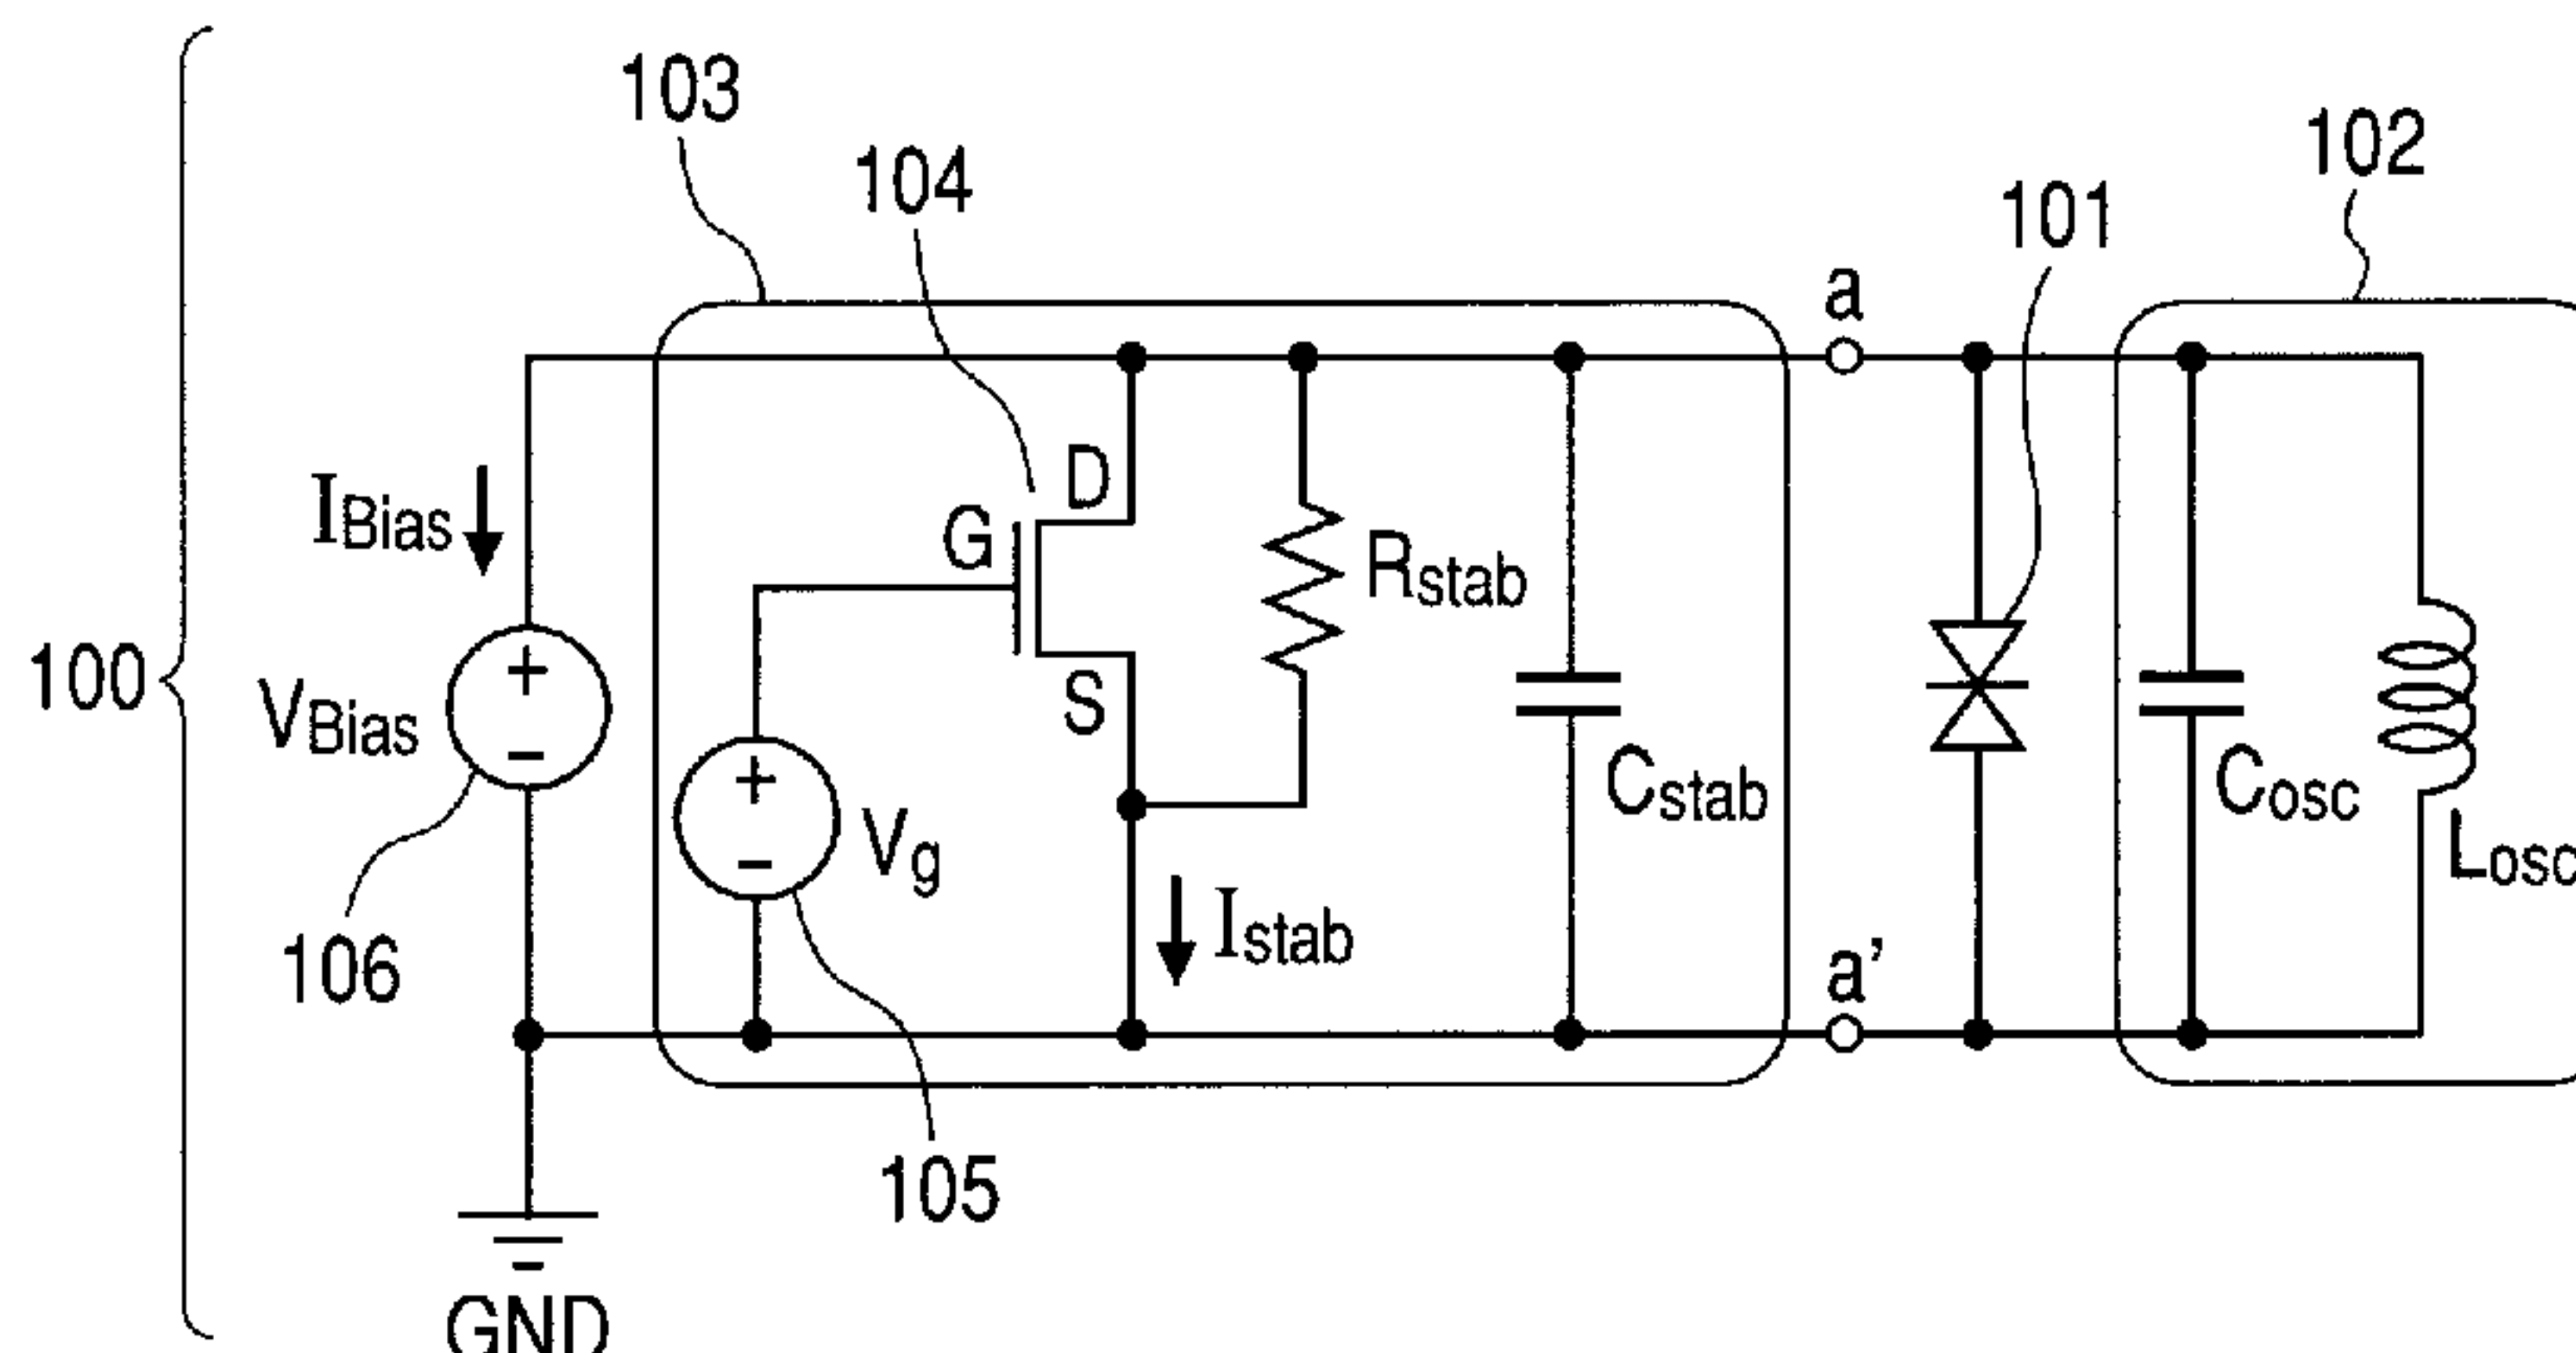 103
104
102
101
a
D
IBias
G
Rstab
100
+
VBias
-
S
+
Vg
-
Cstab
Cosc
Losc
106
Istab
a’
105
GND